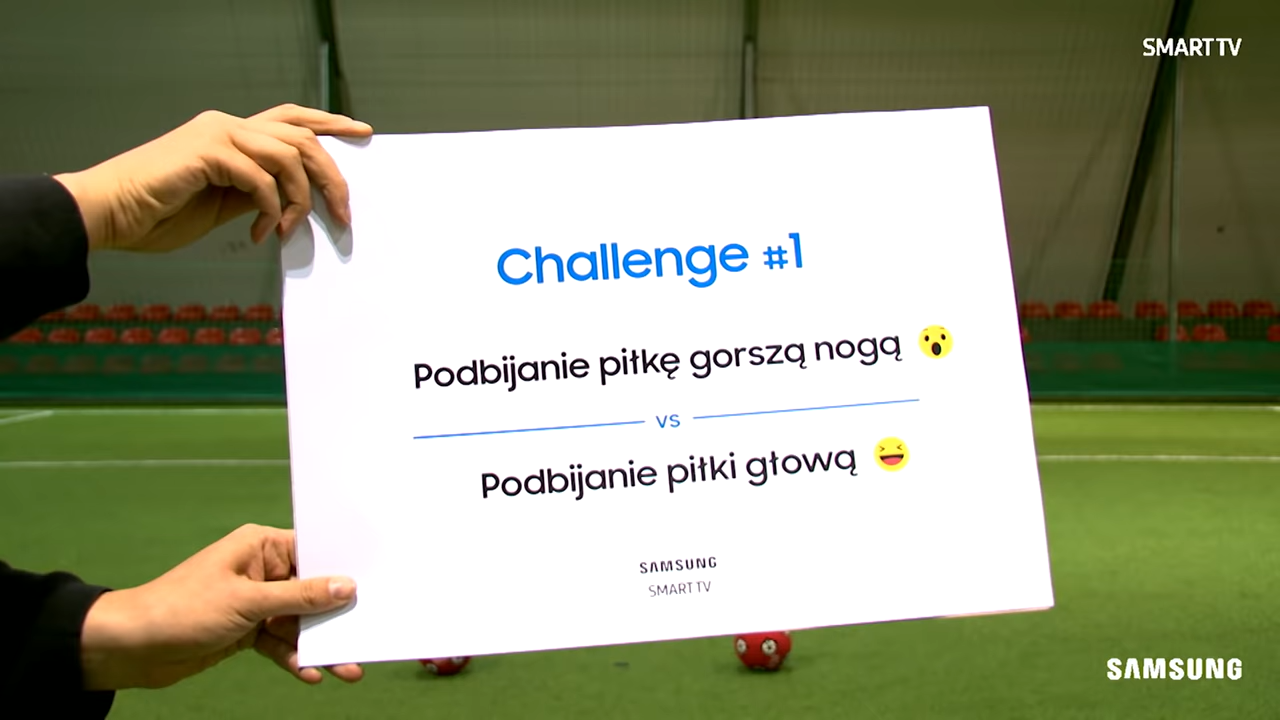 SMART TV
Challenge #1
Podbijanie piłkę gorszą nogą
vs
Podbijanie piłki głową
SAMSUNG
SMART TV
SAMSUNG